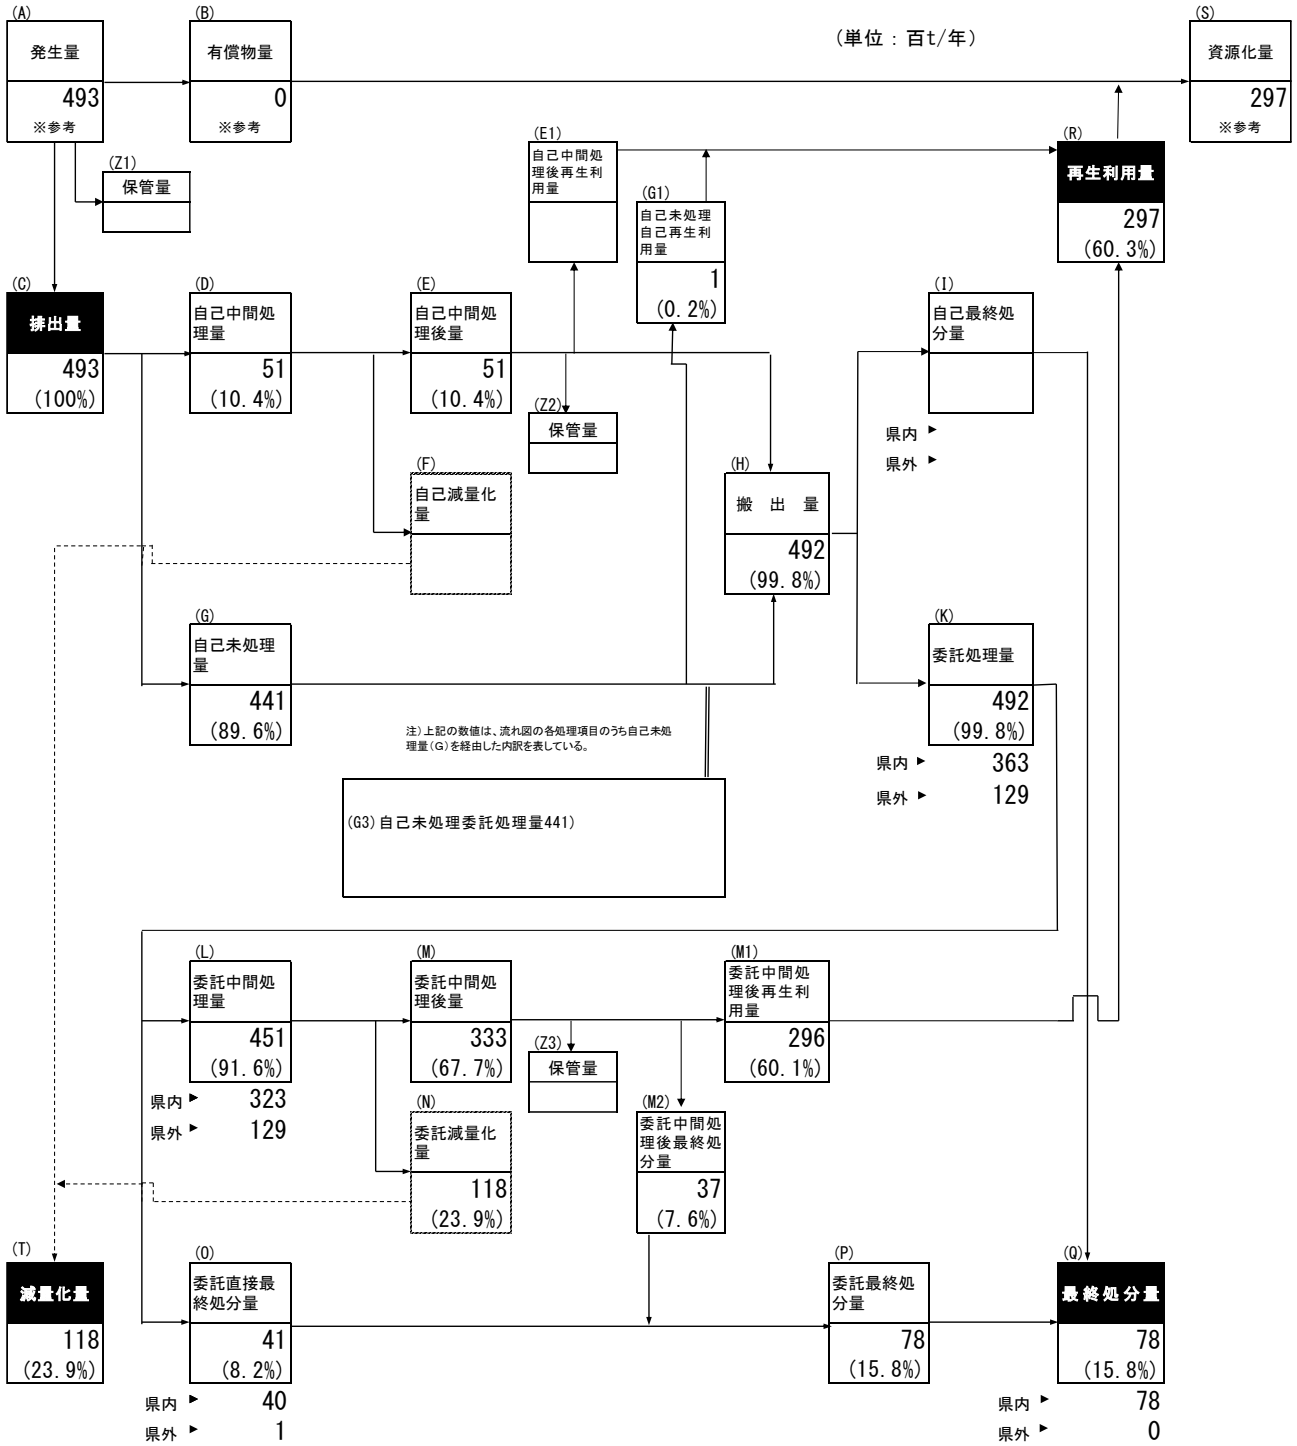 (A)
発生量
493
※参考
(B)
有償物量
0
※参考
(単位：百t/年)
(S)
資源化量
297
※参考
(Z1)
保管量
(E1)
自己中間処
理後再生利
用量
(G1)
自己未処理
自己再生利
用量
1
(0.2%)
(R)
再生利用量
297
(60.3%)
(C)
排出量
493
(100%)
(D)
自己中間処
理量
51
(10.4%)
(E)
自己中間処
理後量
51
(10.4%)
(Z2)
保管量
(I)
自己最終処
分量
県内 ▶
県外 ▶
(F)
自己減量化
量
(H)
搬 出 量
492
(99.8%)
(G)
自己未処理
量
441
(89.6%)
(K)
委託処理量
492
(99.8%)
県内 ▶ 363
県外 ▶ 129
注)上記の数値は、流れ図の各処理項目のうち自己未処
理量(G)を経由した内訳を表している。
(G3)自己未処理委託処理量441)
(L)
委託中間処
理量
451
(91.6%)
県内 ▶ 323
県外 ▶ 129
(M)
委託中間処
理後量
333
(67.7%)
(Z3)
保管量
(M1)
委託中間処
理後再生利
用量
296
(60.1%)
(N)
委託減量化
量
118
(23.9%)
(M2)
委託中間処
理後最終処
分量
37
(7.6%)
(T)
減量化量
118
(23.9%)
(O)
委託直接最
終処分量
41
(8.2%)
県内 ▶ 40
県外 ▶ 1
(P)
委託最終処
分量
78
(15.8%)
(Q)
最終処分量
78
(15.8%)
県内 ▶ 78
県外 ▶ 0